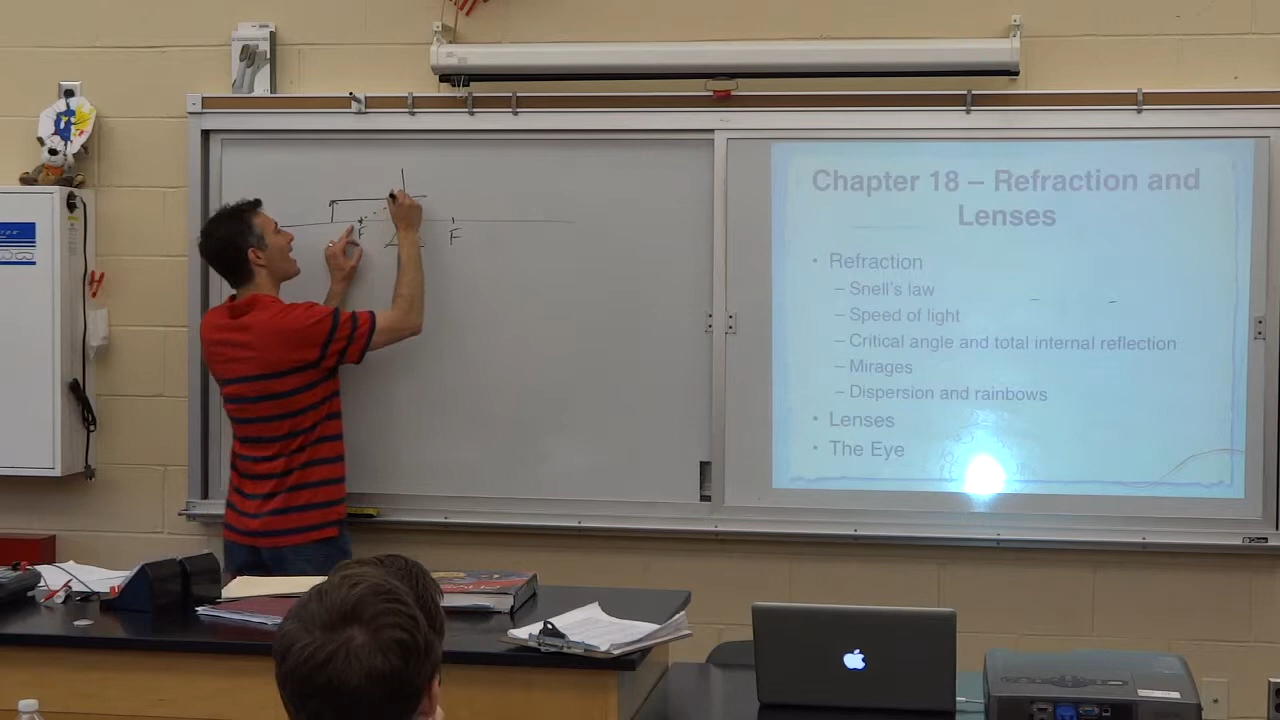 F
F
Chapter 18 – Refraction and
Lenses
• Refraction
– Snell's law
– Speed of light
– Critical angle and total internal reflection
– Mirages
– Dispersion and rainbows
• Lenses
• The Eye